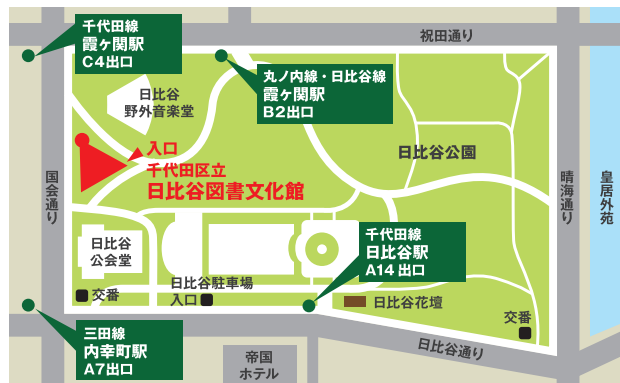 千代田線
霞ヶ関駅
C4出口
祝田通り
丸ノ内線・日比谷線
霞ヶ関駅
B2出口
日比谷
野外音楽堂
入口
千代田区立
日比谷図書文化館
日比谷公園
国会通り
晴海通り
皇居外苑
日比谷
公会堂
千代田線
日比谷駅
A14出口
交番
日比谷駐車場
入口
日比谷花壇
交番
三田線
内幸町駅
A7出口
日比谷通り
帝国
ホテル